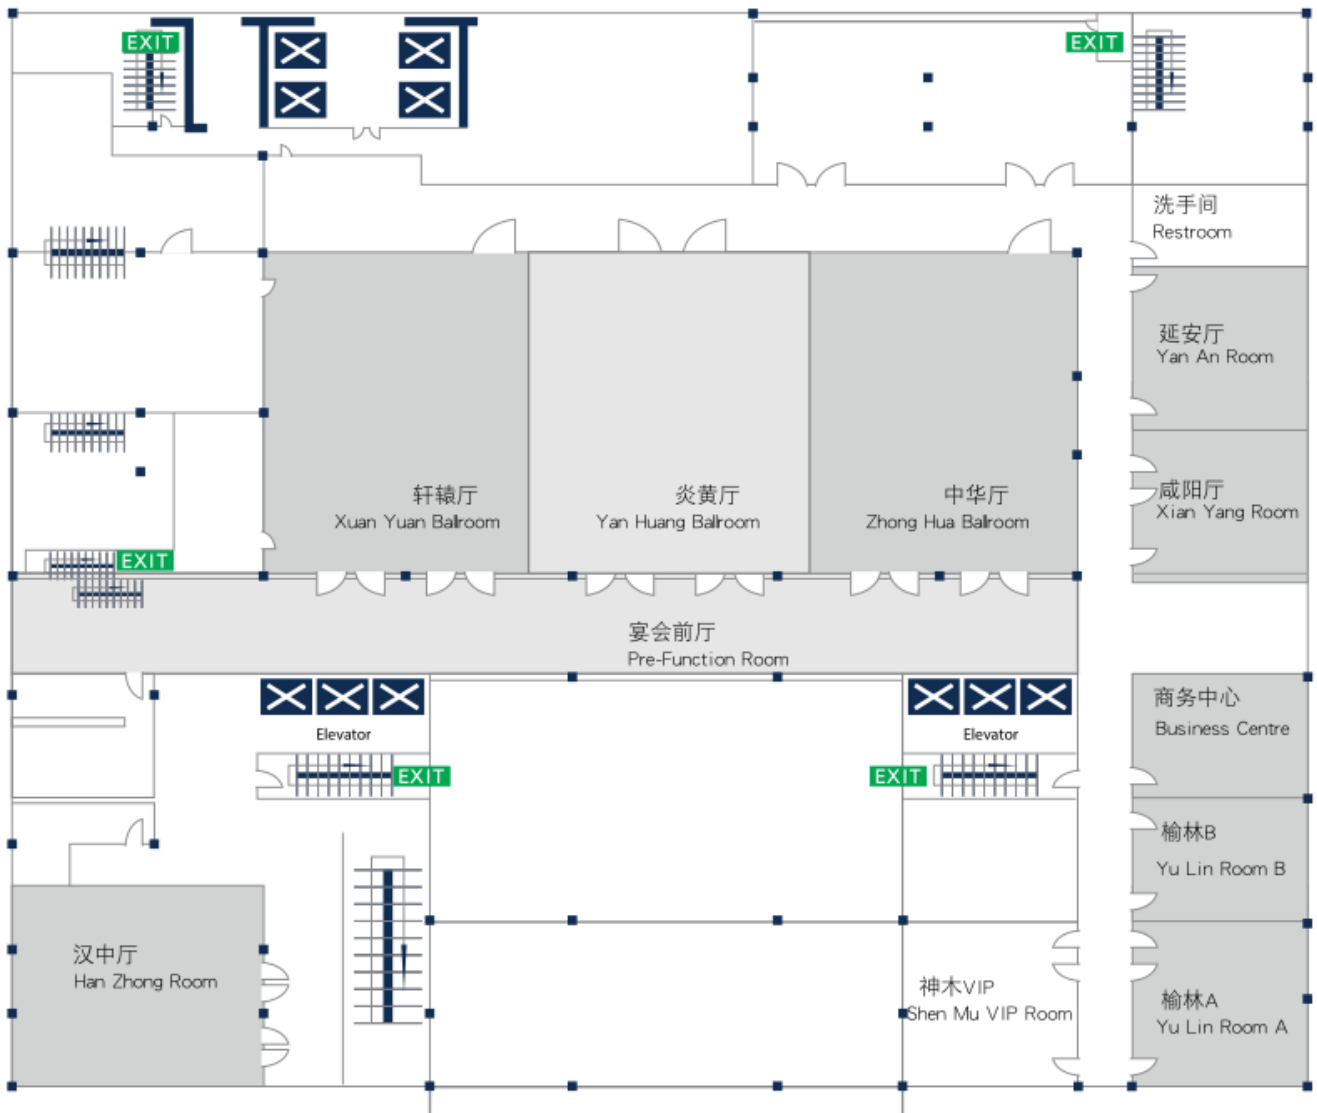 EXIT
EXIT
洗手间
Restroom
延安厅
Yan An Room
轩辕厅
Xuan Yuan Ballroom
炎黄厅
Yan Huang Ballroom
中华厅
Zhong Hua Ballroom
咸阳厅
Xian Yang Room
EXIT
宴会前厅
Pre-Function Room
Elevator
EXIT
Elevator
EXIT
商务中心
Business Centre
榆林B
Yu Lin Room B
汉中厅
Han Zhong Room
神木VIP
Shen Mu VIP Room
榆林A
Yu Lin Room A